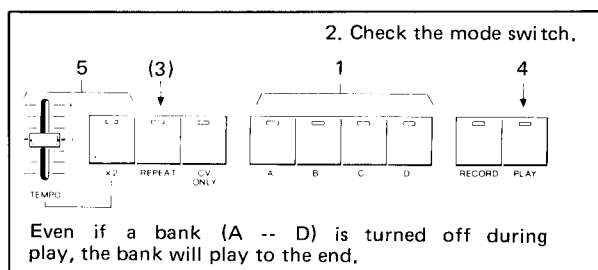 2. Check the mode switch.
5 (3) 1 4
x2 REPEAT CV ONLY A B C D RECORD PLAY
TEMPO
Even if a bank (A -- D) is turned off during
play, the bank will play to the end.